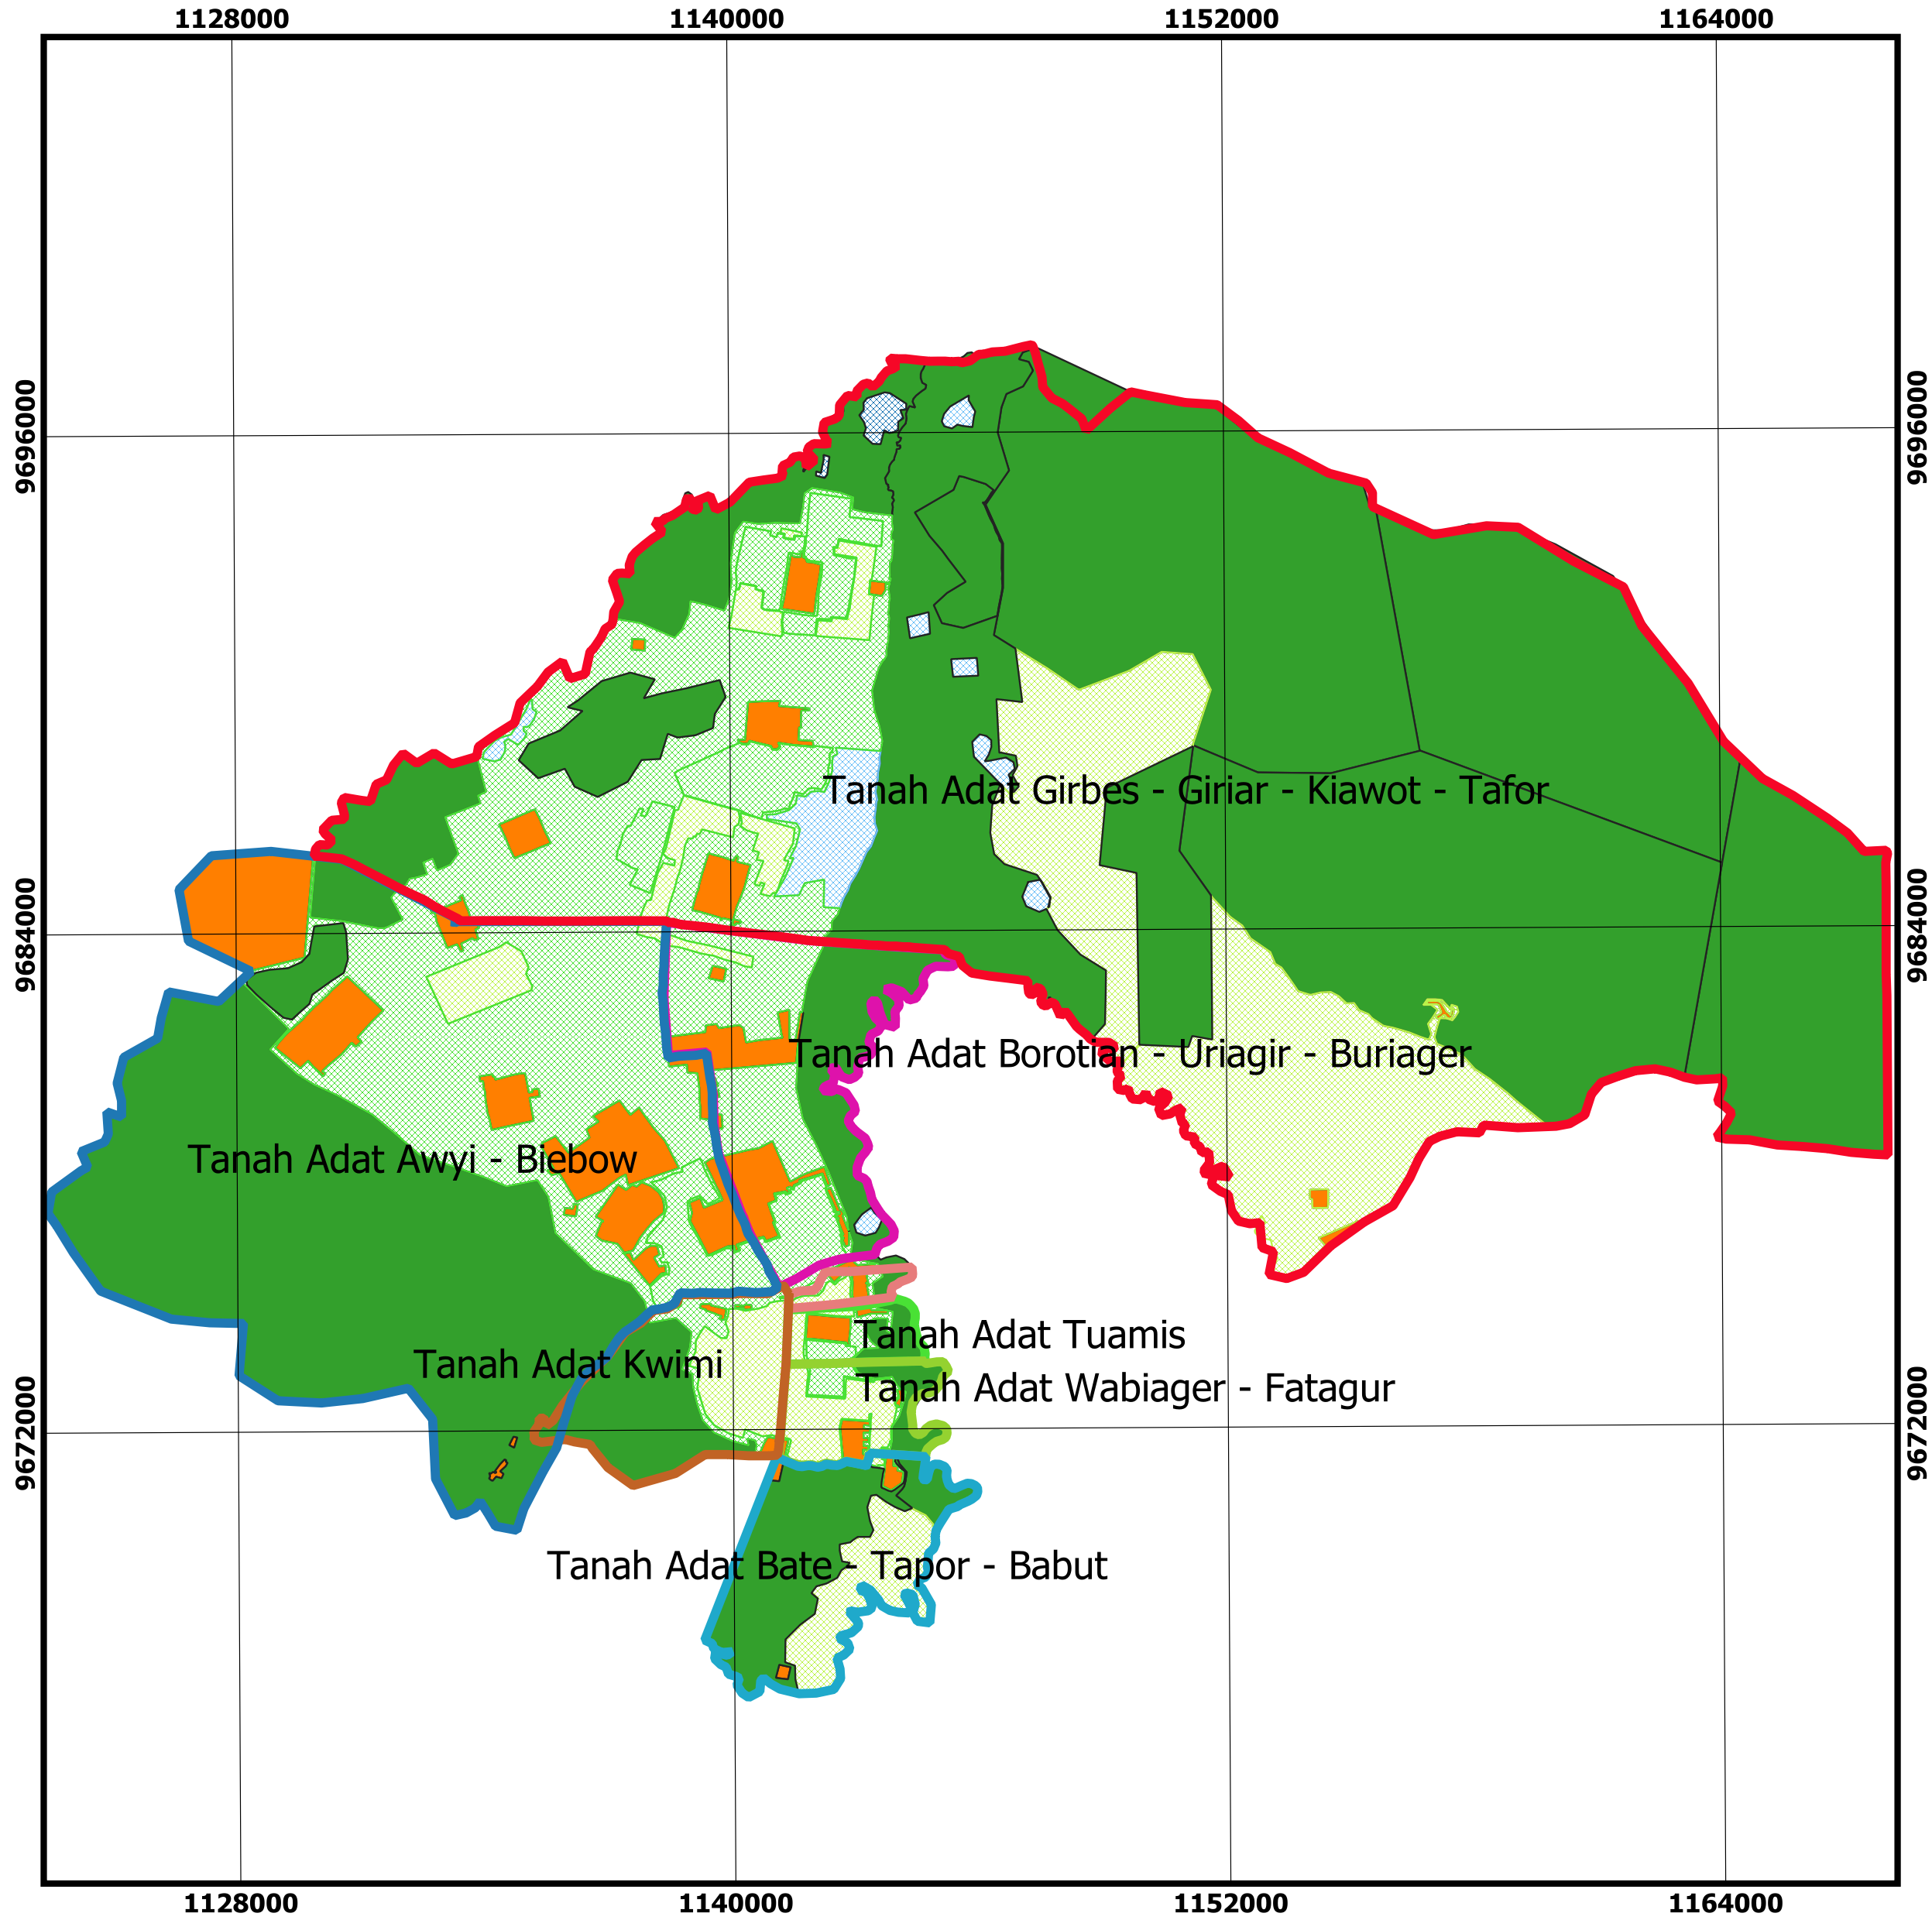 1128000 1140000 1152000 1164000
9696000 9696000
Tanah Adat Girbes - Giriar - Kiawot - Tafor
9684000 9684000
Tanah Adat Borotian - Uriagir - Buriager
Tanah Adat Awyi - Biebow
Tanah Adat Tuamis
Tanah Adat Kwimi
Tanah Adat Wabiager - Fatagur
9672000 9672000
Tanah Adat Bate - Tapor - Babut
1128000 1140000 1152000 1164000